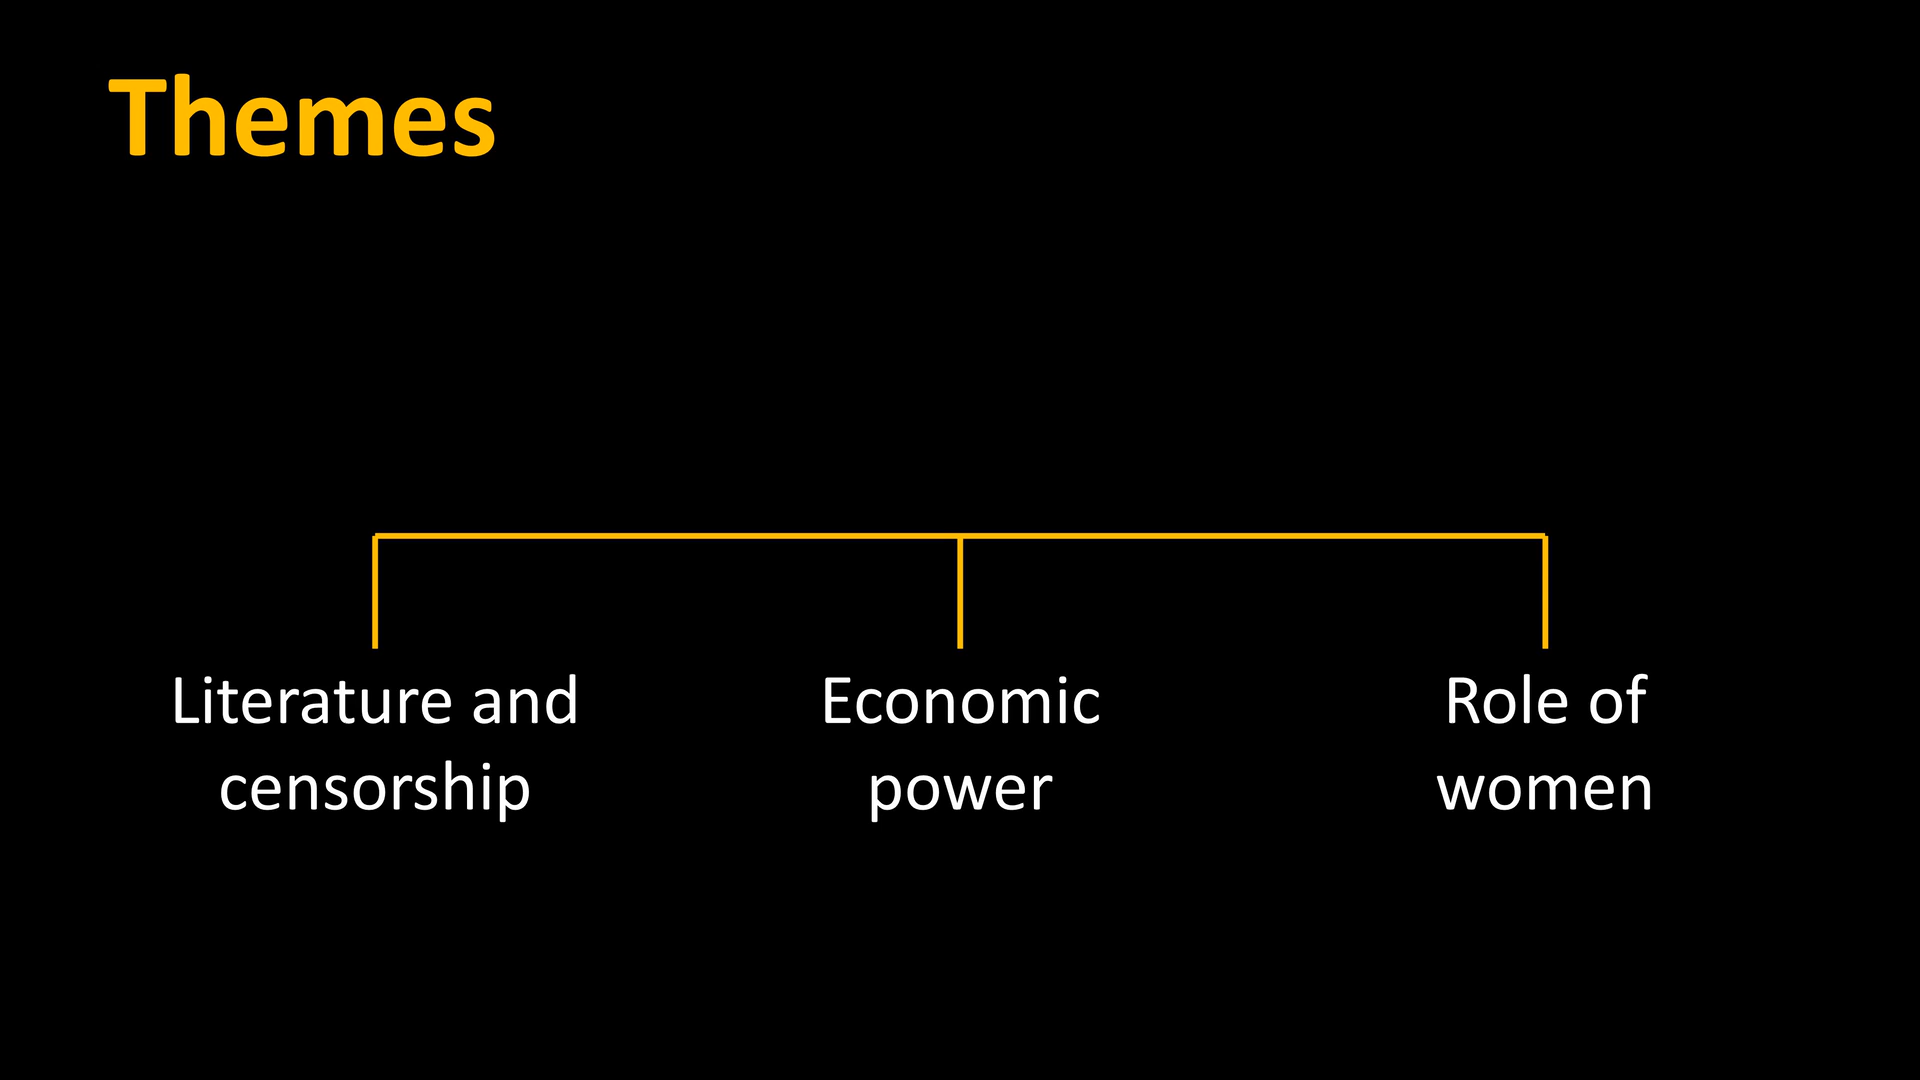 Themes
Literature and
censorship
Economic
power
Role of
women